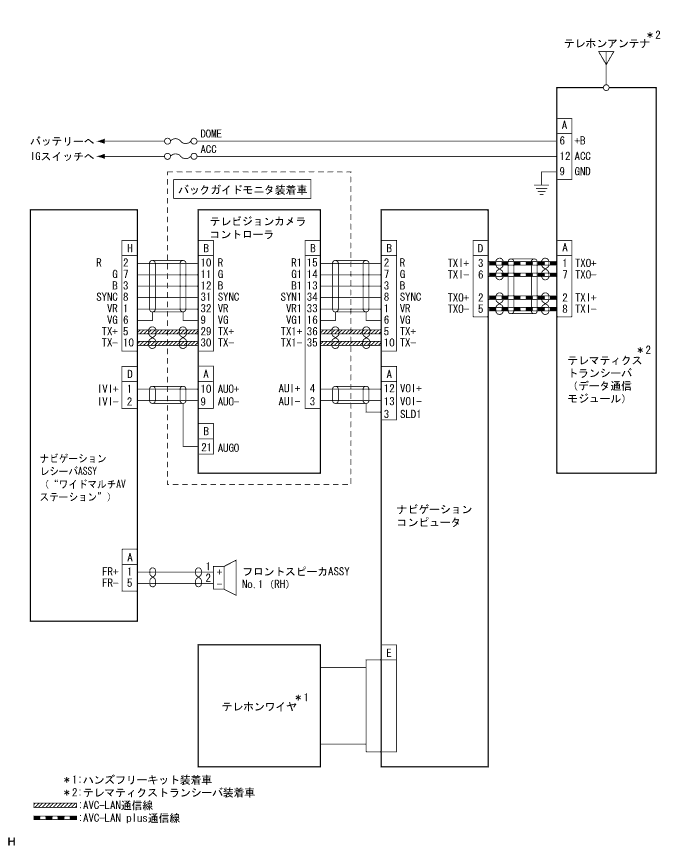 テレホンアンテナ*2
バッテリーへ
DOME
IGスイッチへ
ACC
A
6 +B
12 ACC
9 GND
バックガイドモニタ装着車
テレビジョンカメラ
コントローラ
H
B
B
B
D
A
R 2 10 R R1 15 2 R
G 7 11 G G1 14 7 G
B 3 12 B B1 13 3 B
SYNC 8 31 SYNC SYN1 34 8 SYNC
VR 1 32 VR VR1 33 1 VR
VG 6 9 VG VG1 16 6 VG
TX+ 5 29 TX+ TX1+ 36 5 TX+
TX- 10 30 TX- TX1- 35 10 TX-
TXI+ 3 1 TXO+
TXI- 6 7 TXO-
TXO+ 2 2 TXI+
TXO- 5 8 TXI-
テレマティクス*2
トランシーバ
(データ通信
モジュール)
D
A
A
IVI+ 1 10 AUO+ AUI+ 4 12 VOI+
IVI- 2 9 AUO- AUI- 3 13 VOI-
3 SLD1
B
21 AUGO
ナビゲーション
レシーバASSY
(“ワイドマルチAV
ステーション”)
ナビゲーション
コンピュータ
A
FR+ 1 1 +
FR- 5 2 -
フロントスピーカASSY
No.1 (RH)
E
テレホンワイヤ*1
*1:ハンズフリーキット装着車
*2:テレマティクストランシーバ装着車
:AVC-LAN通信線
:AVC-LAN plus通信線
H